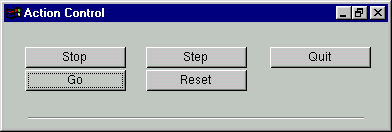 Action Control
Stop Step Quit
Go Reset